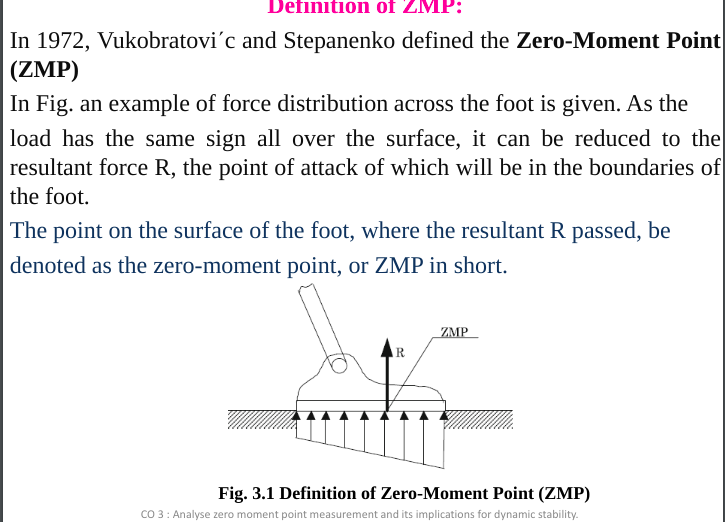 Definition of ZMP:
In 1972, Vukobratovi´c and Stepanenko defined the Zero-Moment Point
(ZMP)
In Fig. an example of force distribution across the foot is given. As the
load has the same sign all over the surface, it can be reduced to the
resultant force R, the point of attack of which will be in the boundaries of
the foot.
The point on the surface of the foot, where the resultant R passed, be
denoted as the zero-moment point, or ZMP in short.
ZMP
R
Fig. 3.1 Definition of Zero-Moment Point (ZMP)
CO 3 : Analyse zero moment point measurement and its implications for dynamic stability.